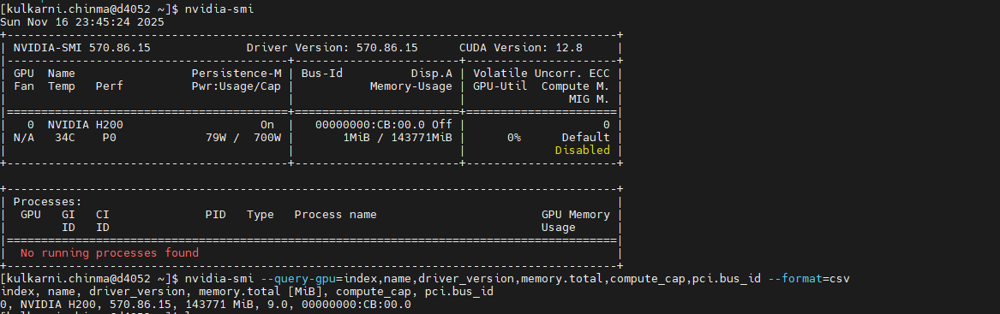 [kulkarni.chinma@d4052 ~]$ nvidia-smi
Sun Nov 16 23:45:24 2025
+-----------------------------------------------------------------------------------------+
| NVIDIA-SMI 570.86.15              Driver Version: 570.86.15      CUDA Version: 12.8     |
|-----------------------------------------+------------------------+----------------------+
| GPU  Name                 Persistence-M | Bus-Id          Disp.A | Volatile Uncorr. ECC |
| Fan  Temp   Perf          Pwr:Usage/Cap |           Memory-Usage | GPU-Util  Compute M. |
|                                         |                        |               MIG M. |
|=========================================+========================+======================|
|   0  NVIDIA H200                    On  |   00000000:CB:00.0 Off |                    0 |
| N/A   34C    P0             79W /  700W |       1MiB / 143771MiB |      0%      Default |
|                                         |                        |             Disabled |
+-----------------------------------------+------------------------+----------------------+
+-----------------------------------------------------------------------------------------+
| Processes:                                                                              |
|  GPU   GI   CI              PID   Type   Process name                        GPU Memory |
|        ID   ID                                                               Usage      |
|=========================================================================================|
|  No running processes found                                                             |
+-----------------------------------------------------------------------------------------+
[kulkarni.chinma@d4052 ~]$ nvidia-smi --query-gpu=index,name,driver_version,memory.total,compute_cap,pci.bus_id --format=csv
index, name, driver_version, memory.total [MiB], compute_cap, pci.bus_id
0, NVIDIA H200, 570.86.15, 143771 MiB, 9.0, 00000000:CB:00.0